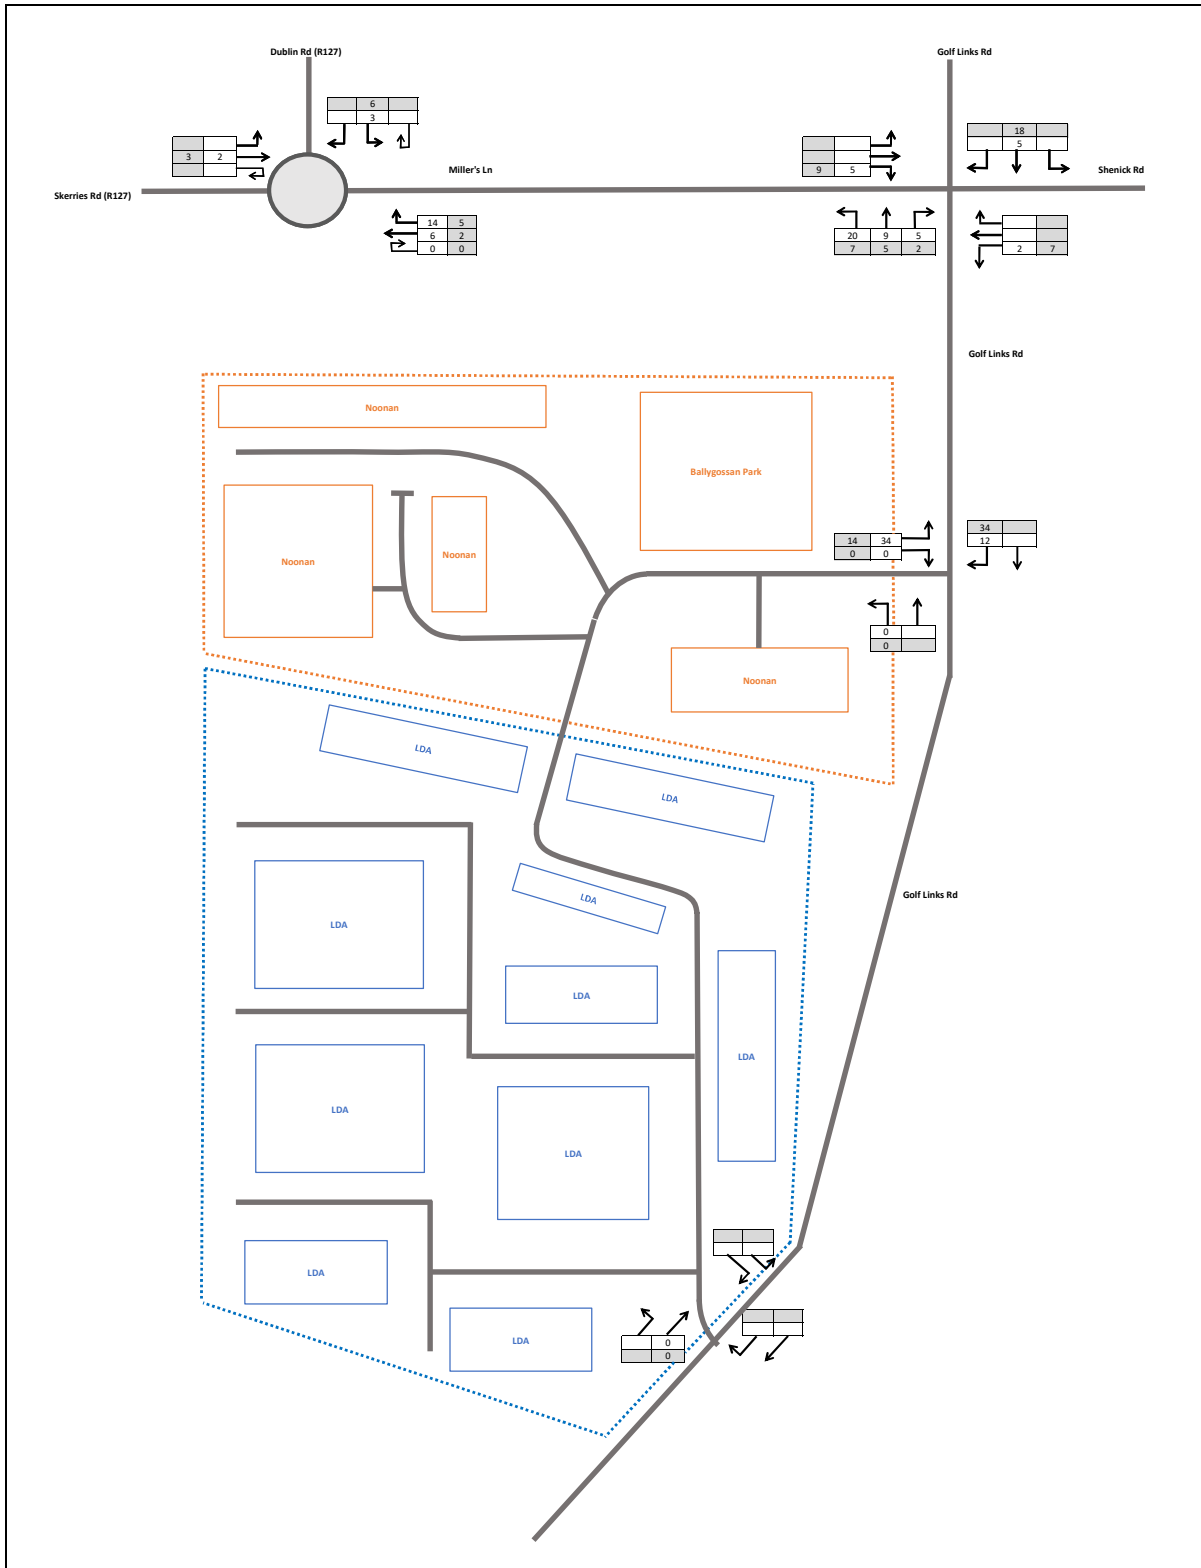 Dublin Rd (R127)
Golf Links Rd
6
3
18
5
3 2
9 5
Miller's Ln
Shenick Rd
Skerries Rd (R127)
14 5
6 2
0 0
20 9 5
7 5 2
2 7
Golf Links Rd
Noonan
Ballygossan Park
Noonan
Noonan
14 34
0 0
34
12
0
0
Noonan
LDA
LDA
LDA
Golf Links Rd
LDA
LDA
LDA
LDA
LDA
LDA
LDA
0
0